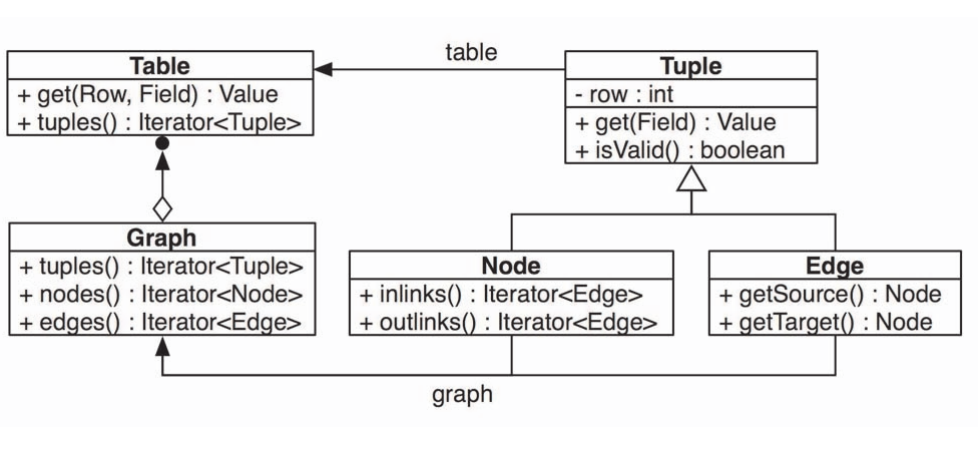 table
Table
+ get(Row, Field) : Value
+ tuples() : Iterator<Tuple>
Tuple
- row : int
+ get(Field) : Value
+ isValid() : boolean
Graph
+ tuples() : Iterator<Tuple>
+ nodes() : Iterator<Node>
+ edges() : Iterator<Edge>
Node
+ inlinks() : Iterator<Edge>
+ outlinks() : Iterator<Edge>
Edge
+ getSource() : Node
+ getTarget() : Node
graph